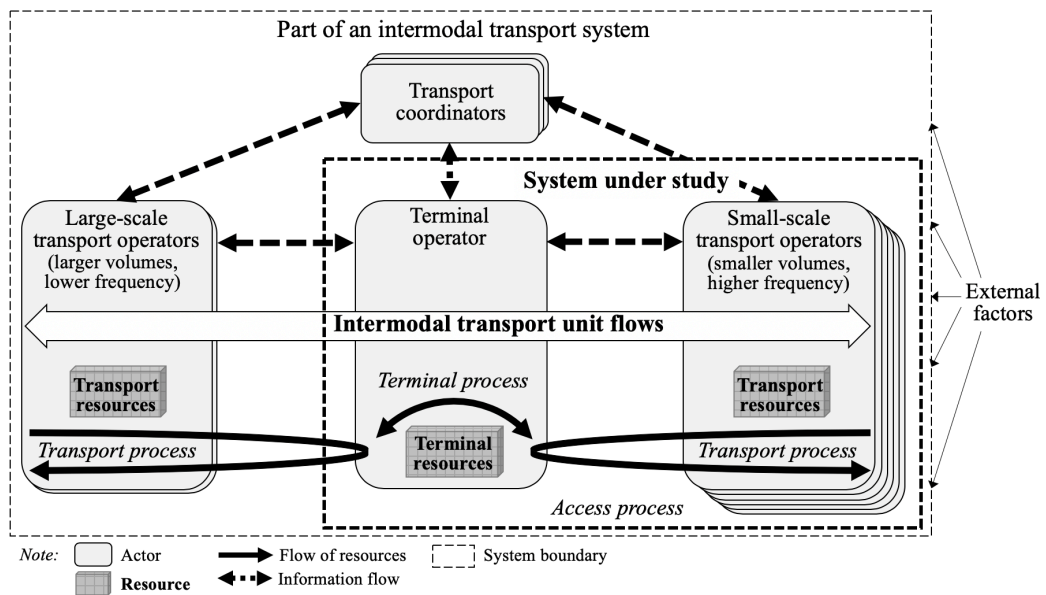 Part of an intermodal transport system
Transport
coordinators
System under study
Large-scale
transport operators
(larger volumes,
lower frequency)
Terminal
operator
Small-scale
transport operators
(smaller volumes,
higher frequency)
External
factors
Intermodal transport unit flows
Transport
resources
Terminal process
Transport
resources
Transport process
Terminal
resources
Transport process
Access process
Note:
Actor
Flow of resources
System boundary
Resource
Information flow